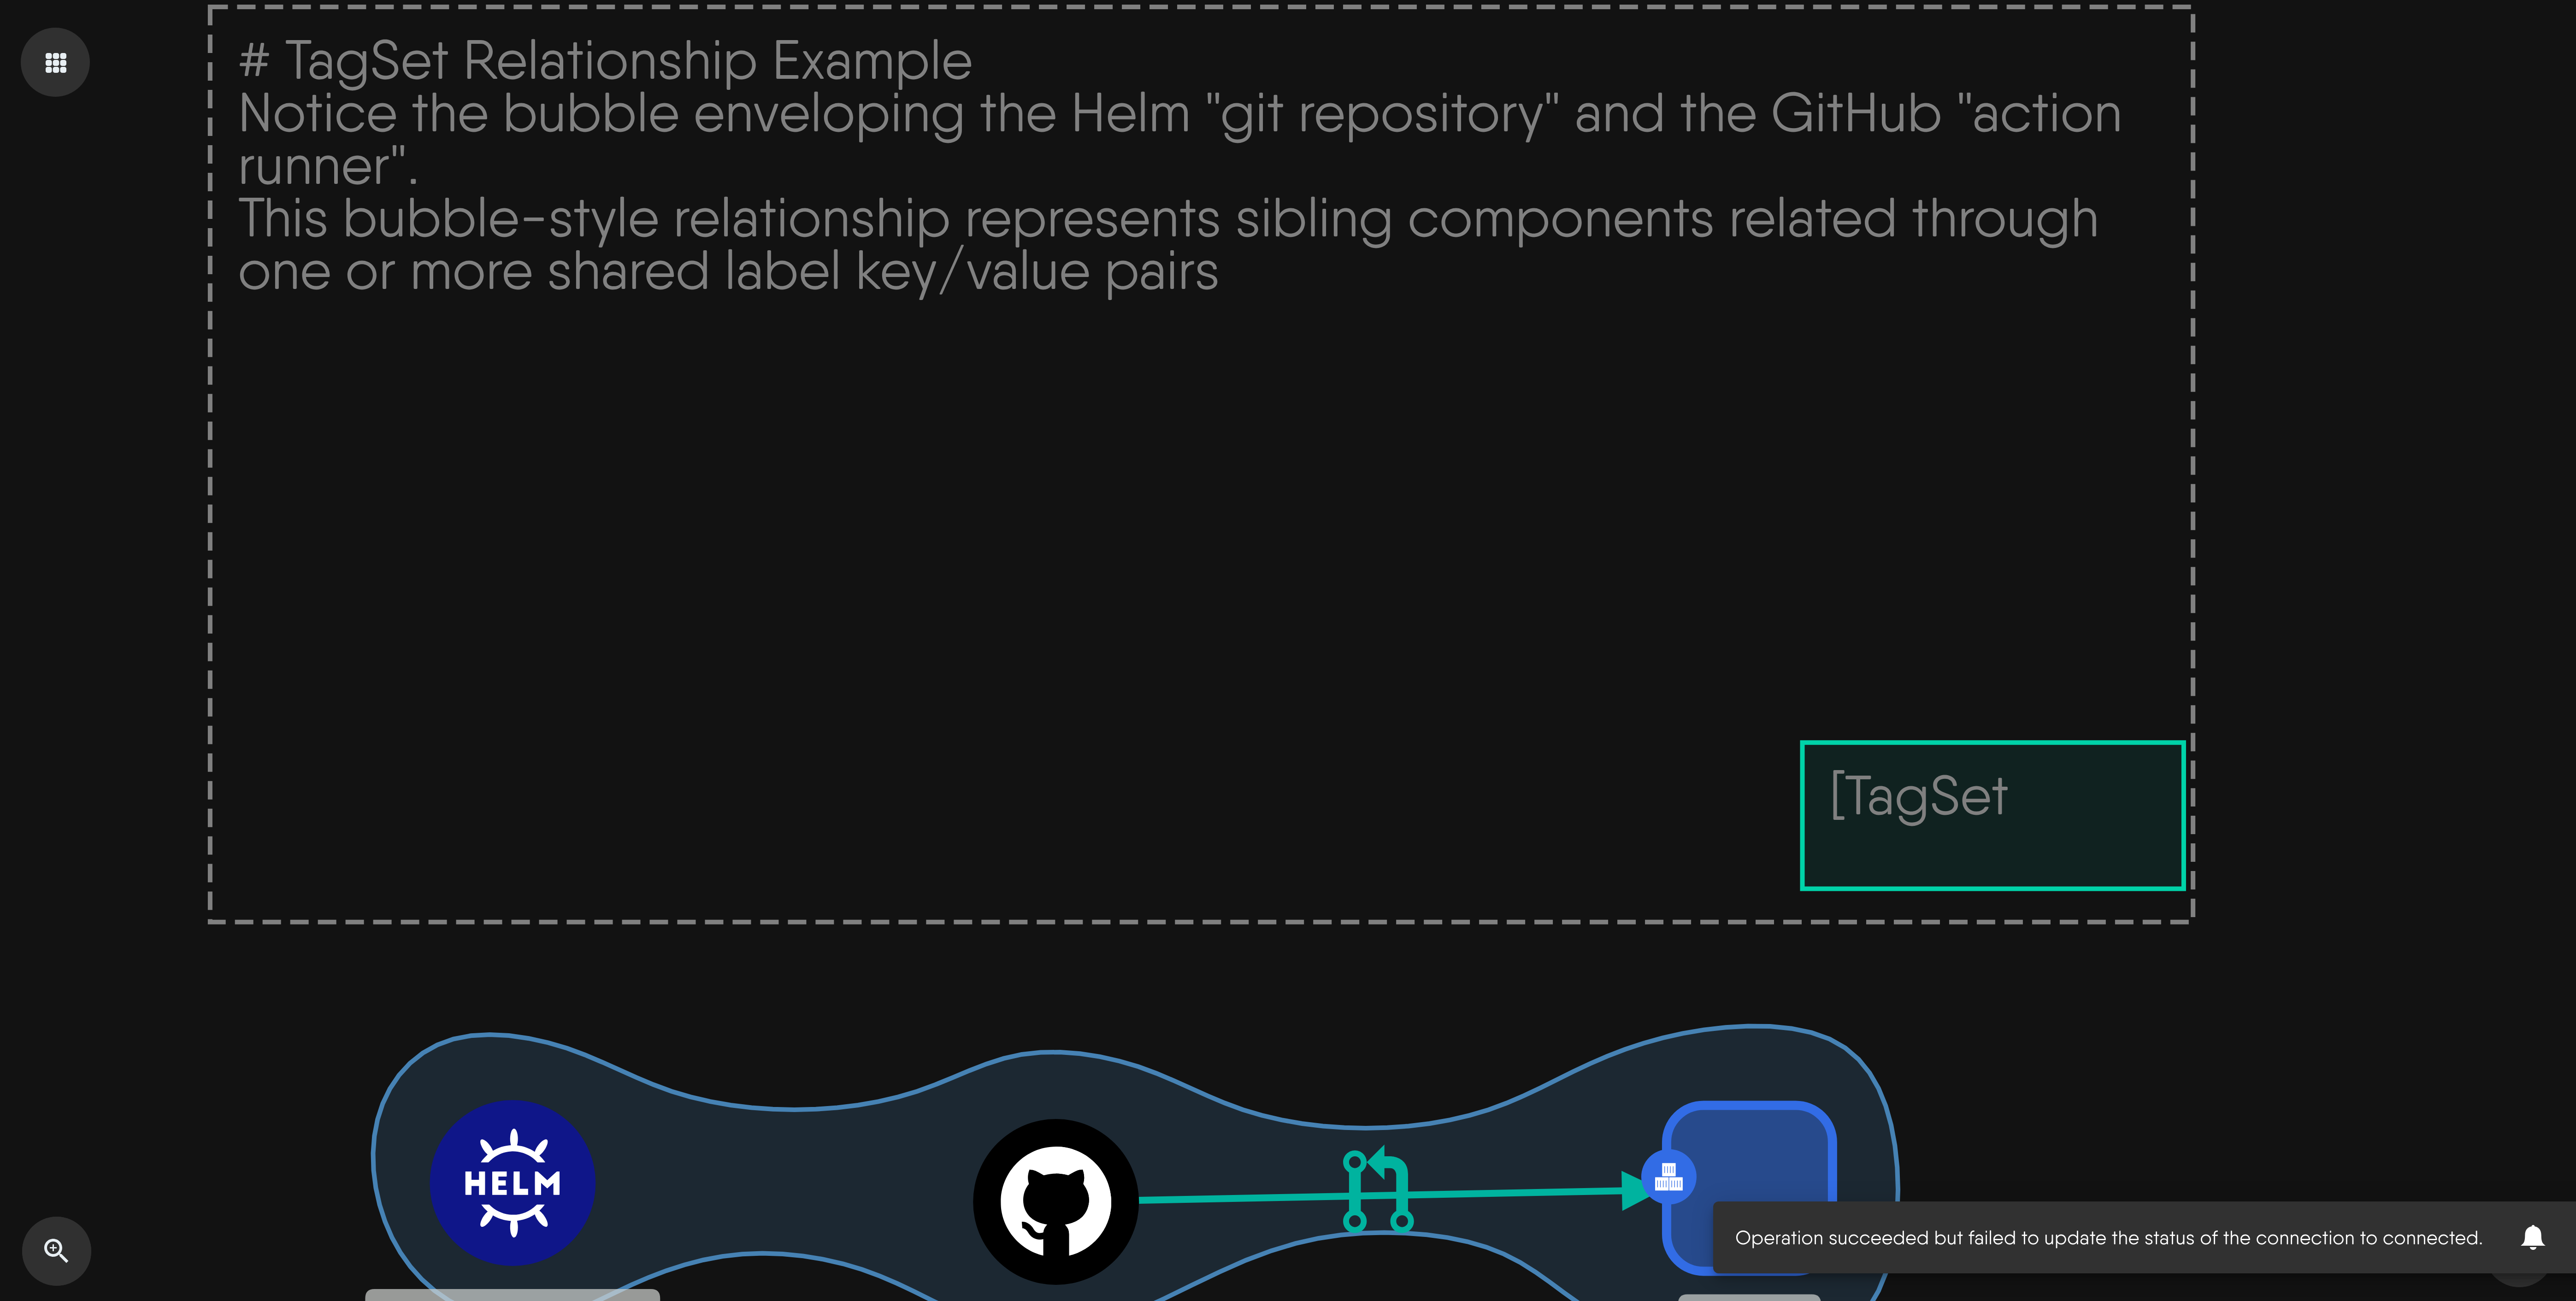 # TagSet Relationship Example
Notice the bubble enveloping the Helm "git repository" and the GitHub "action
runner".
This bubble-style relationship represents sibling components related through
one or more shared label key/value pairs
[TagSet
HELM
Operation succeeded but failed to update the status of the connection to connected.